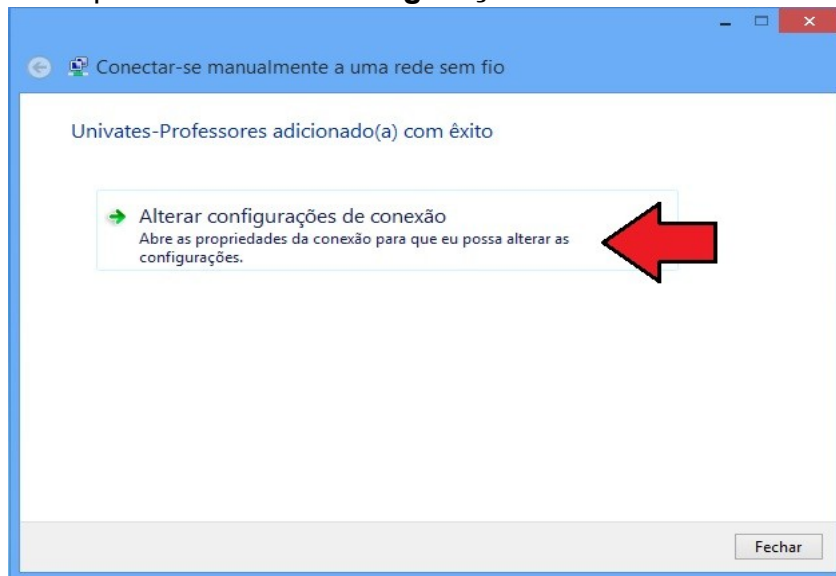 Conectar-se manualmente a uma rede sem fio
Univates-Professores adicionado(a) com êxito
Alterar configurações de conexão
Abre as propriedades da conexão para que eu possa alterar as
configurações.
Fechar